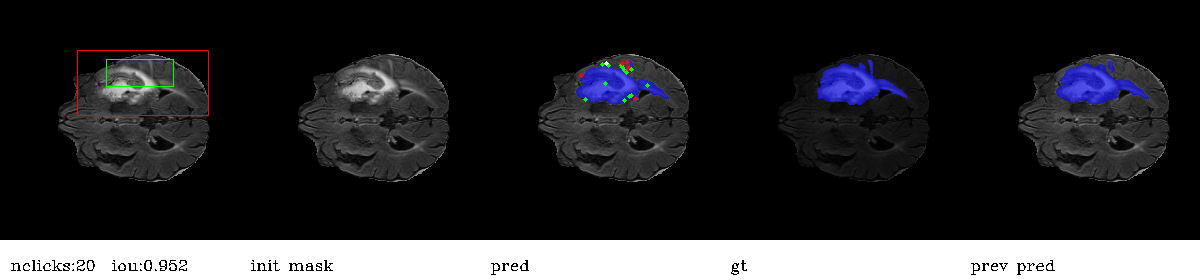 nclicks:20 iou:0.952 init mask pred gt prev pred